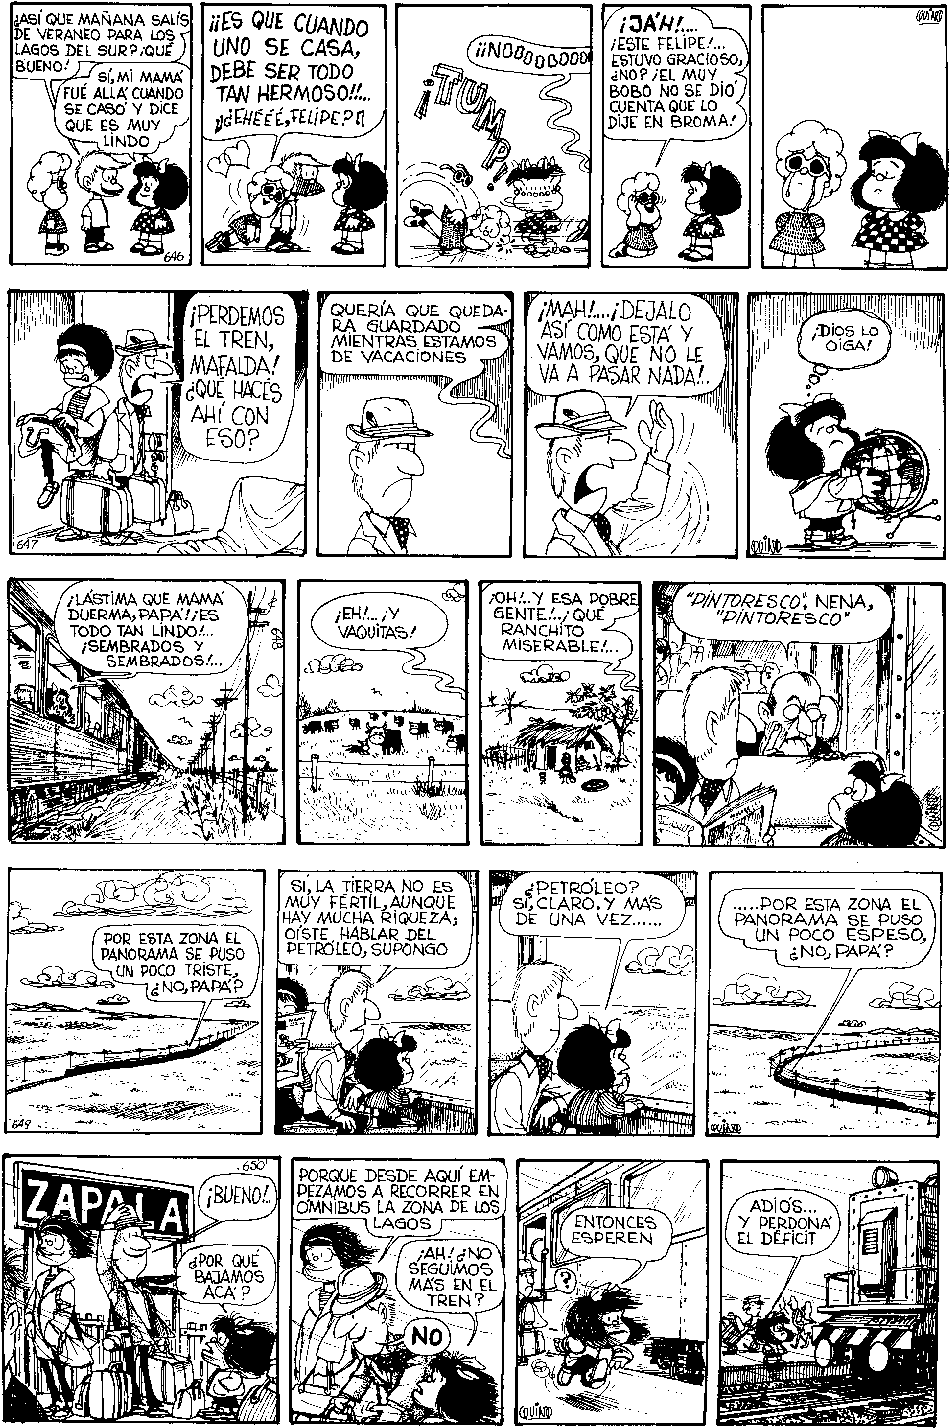 ¿ASÍ QUE MAÑANA SALÍS
DE VERANEO PARA LOS
LAGOS DEL SUR? ¡QUÉ
BUENO!
SÍ, MI MAMÁ
FUÉ ALLÁ CUANDO
SE CASÓ Y DICE
QUE ES MUY
LINDO
646
¡¡ES QUE CUANDO
UNO SE CASA,
DEBE SER TODO
TAN HERMOSO!!...
¿EHÉÉÉ, FELIPE?
¡¡NOOOOOOOOO
¡TUMP!
¡JÁH!....
¡ESTE FELIPE!...
ESTUVO GRACIOSO,
¿NO? ¡EL MUY
BOBO NO SE DIÓ
CUENTA QUE LO
DIJE EN BROMA!
QUINO
¡PERDEMOS
EL TREN,
MAFALDA!
¿QUÉ HACÉS
AHÍ CON
ESO?
647
QUERÍA QUE QUEDA-
RA GUARDADO
MIENTRAS ESTAMOS
DE VACACIONES
¡MAH!....¡DEJALO
ASÍ COMO ESTÁ Y
VAMOS, QUE NO LE
VA A PASAR NADA!..
¡DIOS LO
OIGA!
QUINO
¡LÁSTIMA QUE MAMÁ
DUERMA, PAPÁ! ¡ES
TODO TAN LINDO!...
¡SEMBRADOS Y
SEMBRADOS!...
648
¡EH!...¡Y
VAQUITAS!
¡OH!..Y ESA POBRE
GENTE!...¡QUÉ
RANCHITO
MISERABLE!...
"PINTORESCO", NENA,
"PINTORESCO"
QUINO
POR ESTA ZONA EL
PANORAMA SE PUSO
UN POCO TRISTE,
¿NO, PAPÁ?
649
SÍ, LA TIERRA NO ES
MUY FÉRTIL, AUNQUE
HAY MUCHA RIQUEZA;
OÍSTE HABLAR DEL
PETRÓLEO, SUPONGO
¿PETRÓLEO?
SÍ, CLARO. Y MÁS
DE UNA VEZ......
.....POR ESTA ZONA EL
PANORAMA SE PUSO
UN POCO ESPESO,
¿NO, PAPÁ?
QUINO
650
ZAPALA
¡BUENO!..
¿POR QUÉ
BAJAMOS
ACÁ?
PORQUE DESDE AQUÍ EM-
PEZAMOS A RECORRER EN
ÓMNIBUS LA ZONA DE LOS
LAGOS
¡AH! ¿NO
SEGUIMOS
MÁS EN EL
TREN?
NO
ENTONCES
ESPEREN
?
QUINO
ADIÓS...
Y PERDONÁ
EL DÉFICIT